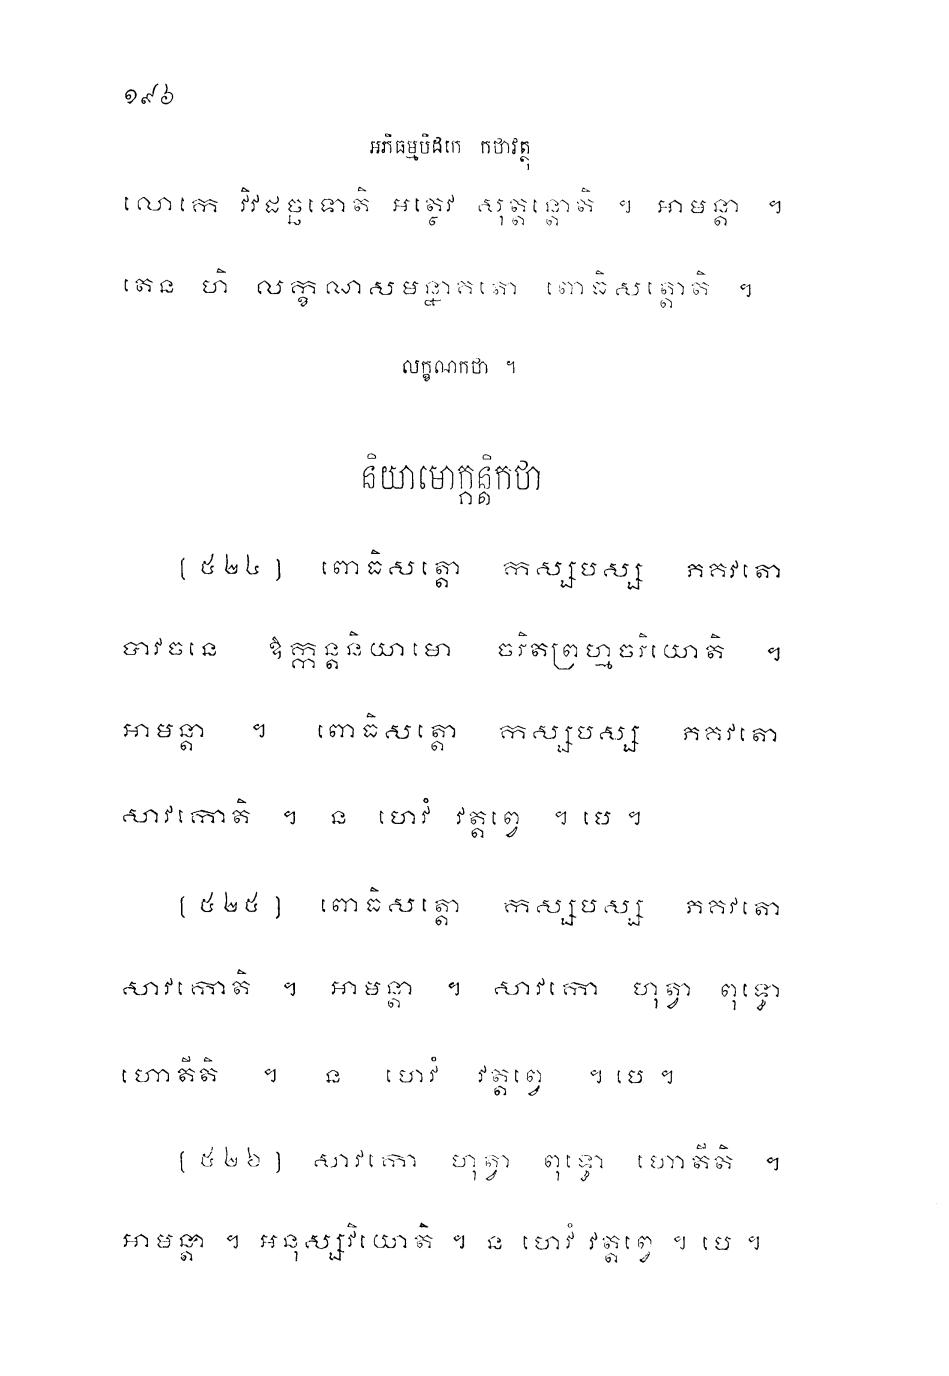 ១៩៦
អភិធម្មបិដកេ កថាវត្ថុ
លោកេ វិវដច្ឆទោតិ អត្ថេវ សុត្តន្តោតិ ។ អាមន្តា ។
តេន ហិ លក្ខណសមន្នាគតោ ពោធិសត្តោតិ ។
លក្ខណកថា ។
និយាមោក្កន្តិកថា
[៥២៤] ពោធិសត្តោ កស្សបស្ស ភគវតោ
បាវចនេ ឱក្កន្តនិយាមោ ចរិតព្រហ្មចរិយោតិ ។
អាមន្តា ។ ពោធិសត្តោ កស្សបស្ស ភគវតោ
សាវកោតិ ។ ន ហេវំ វត្តព្វេ ។ បេ ។
[៥២៥] ពោធិសត្តោ កស្សបស្ស ភគវតោ
សាវកោតិ ។ អាមន្តា ។ សាវកោ ហុត្វា ពុទ្ធោ
ហោតីតិ ។ ន ហេវំ វត្តព្វេ ។ បេ ។
[៥២៦] សាវកោ ហុត្វា ពុទ្ធោ ហោតីតិ ។
អាមន្តា ។ អនុស្សវិយោតិ ។ ន ហេវំ វត្តព្វេ ។ បេ ។